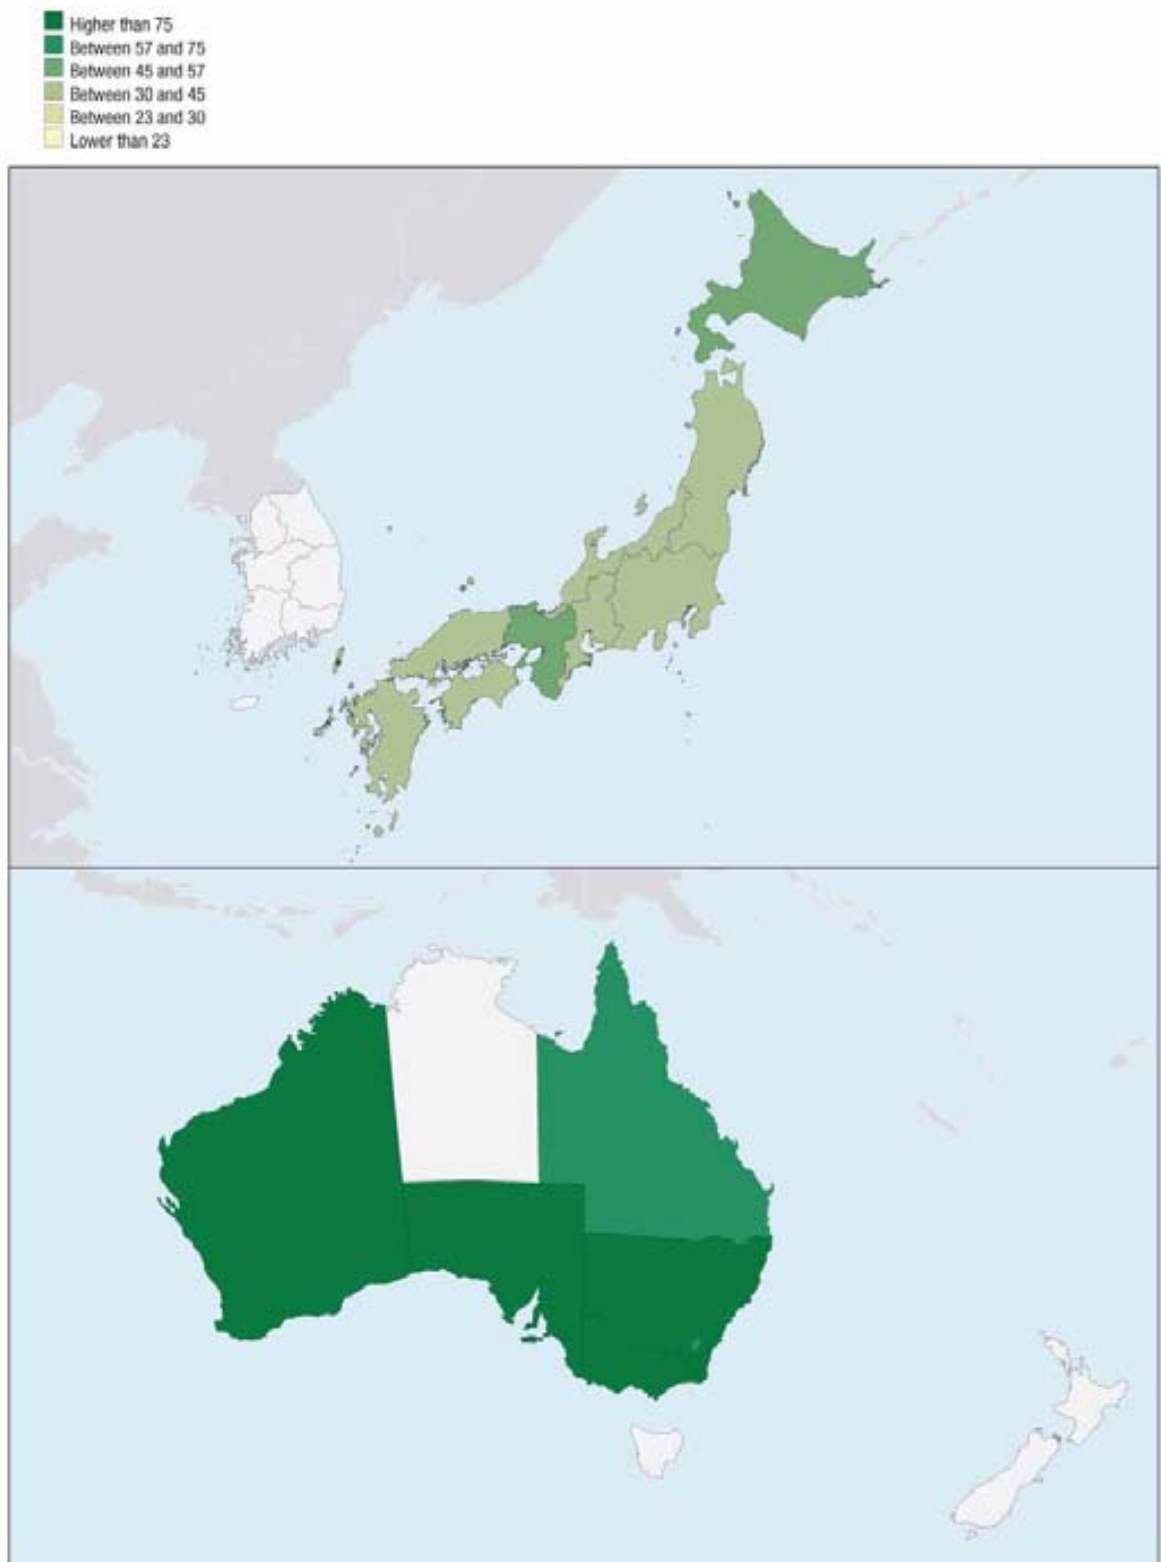 Higher than 75
Between 57 and 75
Between 45 and 57
Between 30 and 45
Between 23 and 30
Lower than 23